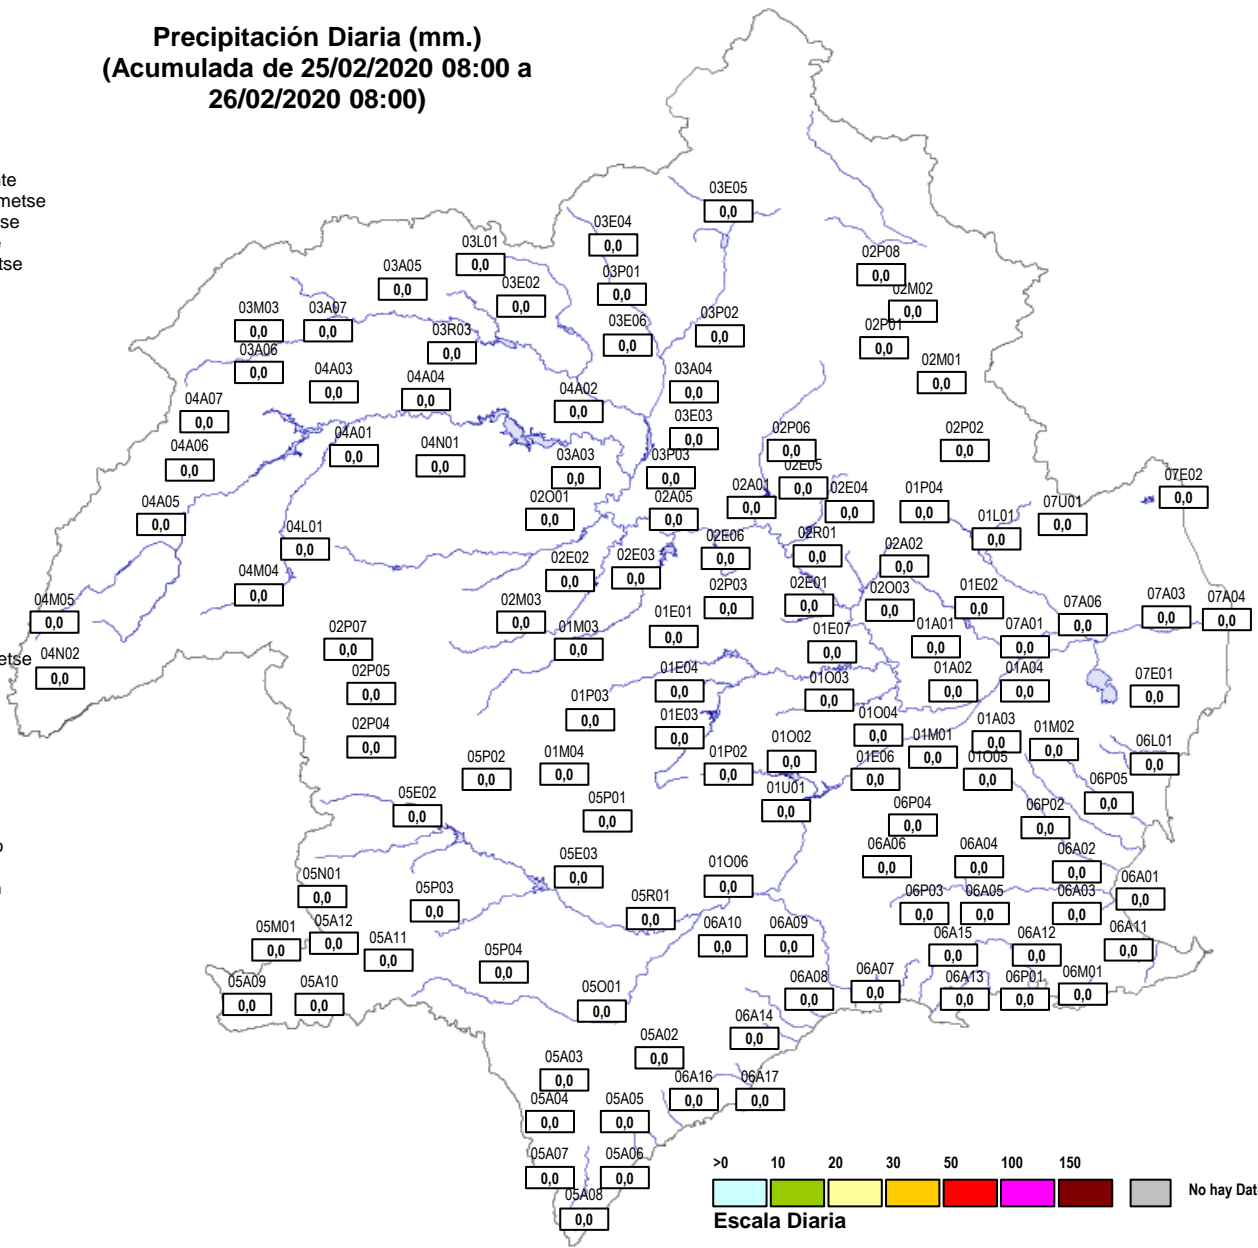 Precipitación Diaria (mm.)
(Acumulada de 25/02/2020 08:00 a
26/02/2020 08:00)
03E05
0,0
03E04
0,0
03L01
0,0
02P08
0,0
03A05
0,0
03P01
0,0
03E02
0,0
02M02
0,0
03M03
0,0
03A07
0,0
03P02
0,0
03E06
0,0
02P01
0,0
03R03
0,0
03A06
0,0
02M01
0,0
04A03
0,0
04A04
0,0
03A04
0,0
04A02
0,0
04A07
0,0
03E03
0,0
04A01
0,0
02P06
0,0
02P02
0,0
04A06
0,0
04N01
0,0
03A03
0,0
03P03
0,0
02E05
0,0
07E02
0,0
04A05
0,0
02O01
0,0
02A05
0,0
02A01
0,0
02E04
0,0
01P04
0,0
07U01
0,0
01L01
0,0
04L01
0,0
02E06
0,0
02R01
0,0
02A02
0,0
02E02
0,0
02E03
0,0
04M04
0,0
02P03
0,0
02E01
0,0
02O03
0,0
01E02
0,0
07A03
0,0
07A04
0,0
04M05
0,0
02M03
0,0
01E01
0,0
07A06
0,0
02P07
0,0
01M03
0,0
01E07
0,0
01A01
0,0
07A01
0,0
etse
04N02
0,0
02P05
0,0
01E04
0,0
01O03
0,0
01A02
0,0
01A04
0,0
07E01
0,0
01P03
0,0
02P04
0,0
01E03
0,0
01O04
0,0
01A03
0,0
01M02
0,0
05P02
0,0
01M04
0,0
01P02
0,0
01O02
0,0
01M01
0,0
01E06
0,0
01O05
0,0
06L01
0,0
05E02
0,0
05P01
0,0
01U01
0,0
06P04
0,0
06P02
0,0
06P05
0,0
05N01
0,0
05P03
0,0
05E03
0,0
01O06
0,0
06A06
0,0
06A04
0,0
06A02
0,0
06A01
0,0
05R01
0,0
06P03
0,0
06A05
0,0
06A03
0,0
05M01
0,0
05A12
0,0
05A11
0,0
06A10
0,0
06A09
0,0
06A15
0,0
06A12
0,0
06A11
0,0
05P04
0,0
05A09
0,0
05A10
0,0
05O01
0,0
06A08
0,0
06A07
0,0
06A13
0,0
06P01
0,0
06M01
0,0
06A14
0,0
05A02
0,0
05A03
0,0
06A16
0,0
06A17
0,0
05A04
0,0
05A05
0,0
05A07
0,0
05A06
0,0
05A08
0,0
>0 10 20 30 50 100 150
No hay Dat
Escala Diaria